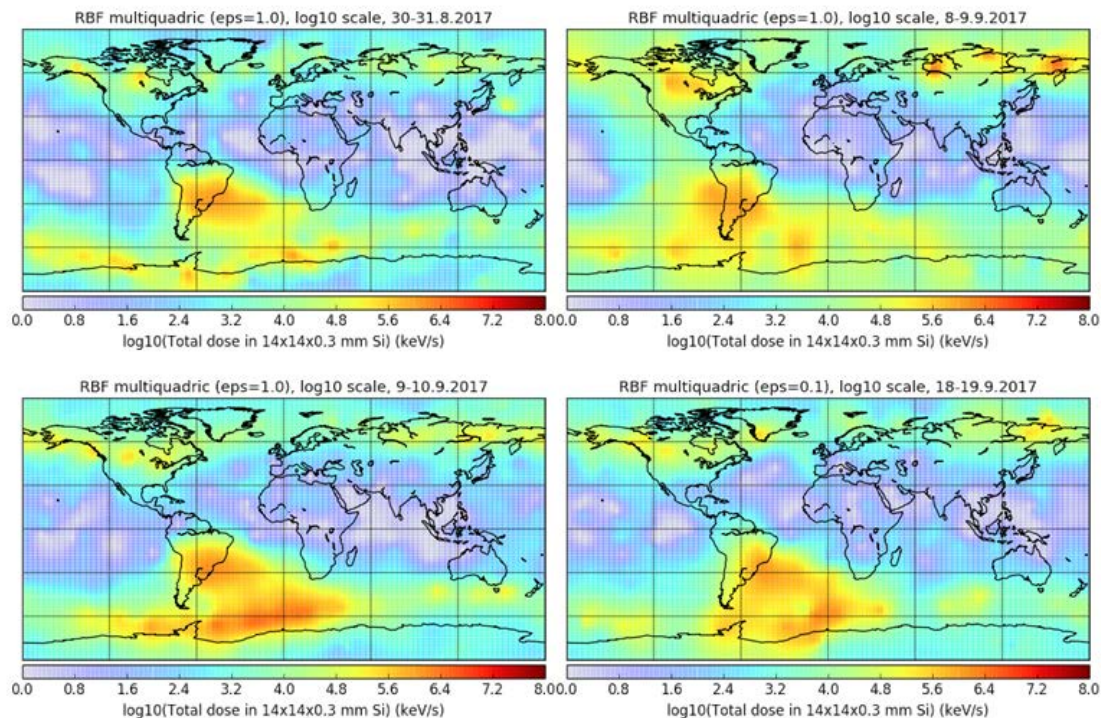 RBF multiquadric (eps=1.0), log10 scale, 30-31.8.2017
RBF multiquadric (eps=1.0), log10 scale, 8-9.9.2017
0.0 0.8 1.6 2.4 3.2 4.0 4.8 5.6 6.4 7.2 8.0
0.0 0.8 1.6 2.4 3.2 4.0 4.8 5.6 6.4 7.2 8.0
log10(Total dose in 14x14x0.3 mm Si) (keV/s)
log10(Total dose in 14x14x0.3 mm Si) (keV/s)
RBF multiquadric (eps=1.0), log10 scale, 9-10.9.2017
RBF multiquadric (eps=0.1), log10 scale, 18-19.9.2017
0.0 0.8 1.6 2.4 3.2 4.0 4.8 5.6 6.4 7.2 8.0
0.0 0.8 1.6 2.4 3.2 4.0 4.8 5.6 6.4 7.2 8.0
log10(Total dose in 14x14x0.3 mm Si) (keV/s)
log10(Total dose in 14x14x0.3 mm Si) (keV/s)